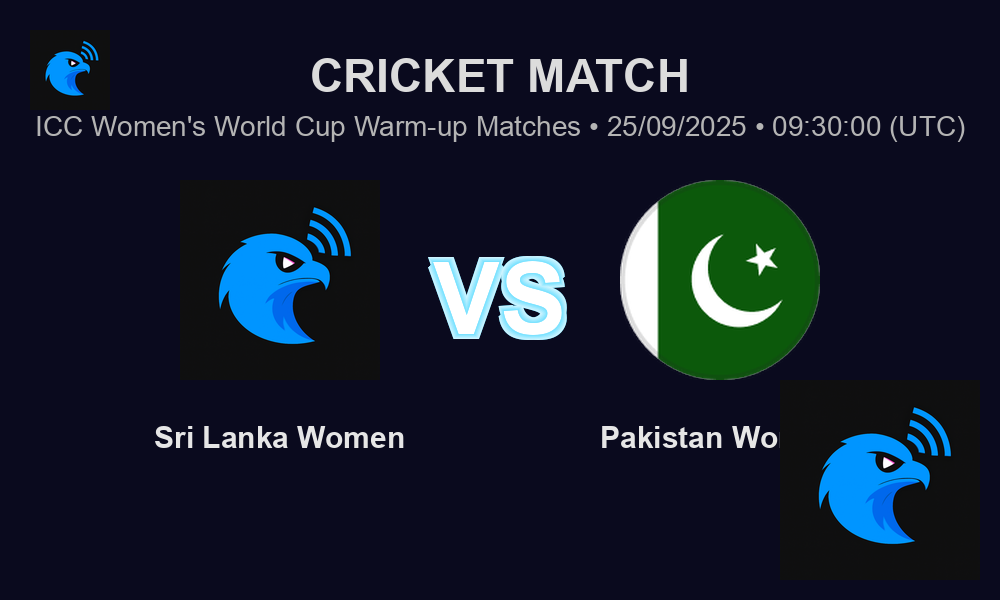 CRICKET MATCH
ICC Women's World Cup Warm-up Matches • 25/09/2025 • 09:30:00 (UTC)
VS
Sri Lanka Women
Pakistan